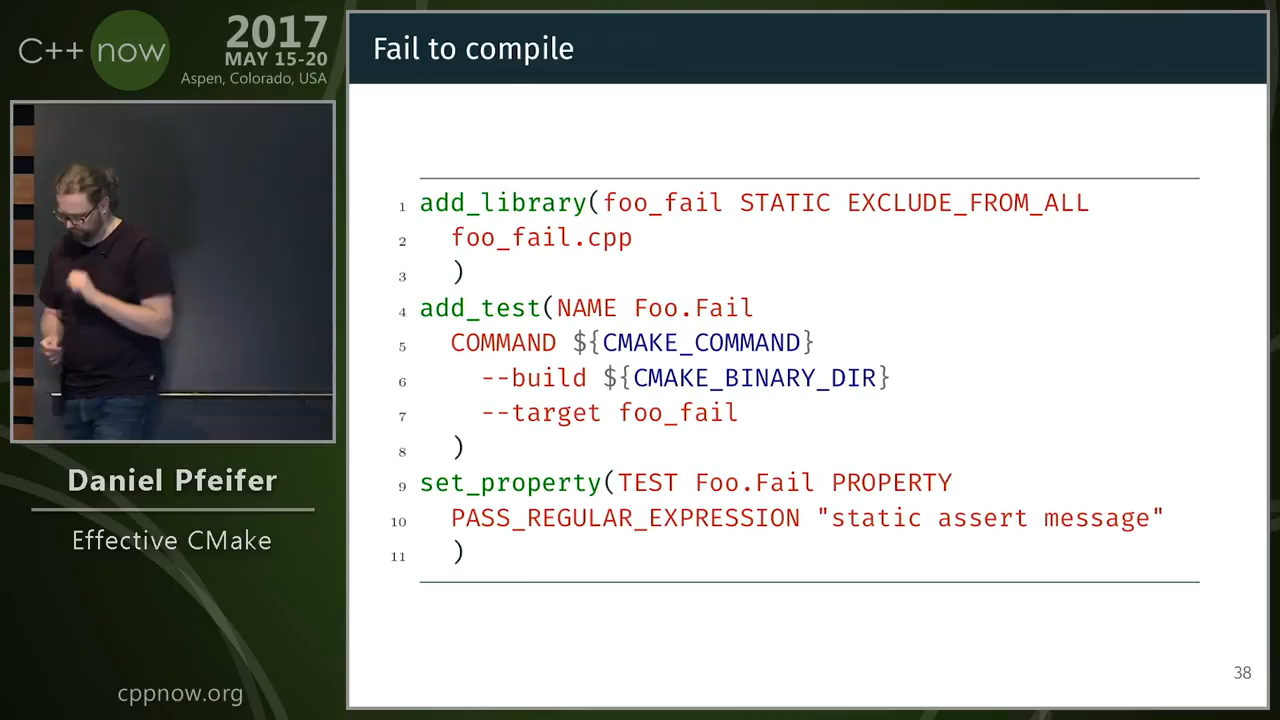 C++ now
2017
MAY 15-20
Aspen, Colorado, USA
Daniel Pfeifer
Effective CMake
cppnow.org
Fail to compile
1 add_library(foo_fail STATIC EXCLUDE_FROM_ALL
2 foo_fail.cpp
3 )
4 add_test(NAME Foo.Fail
5 COMMAND ${CMAKE_COMMAND}
6 --build ${CMAKE_BINARY_DIR}
7 --target foo_fail
8 )
9 set_property(TEST Foo.Fail PROPERTY
10 PASS_REGULAR_EXPRESSION "static assert message"
11 )
38